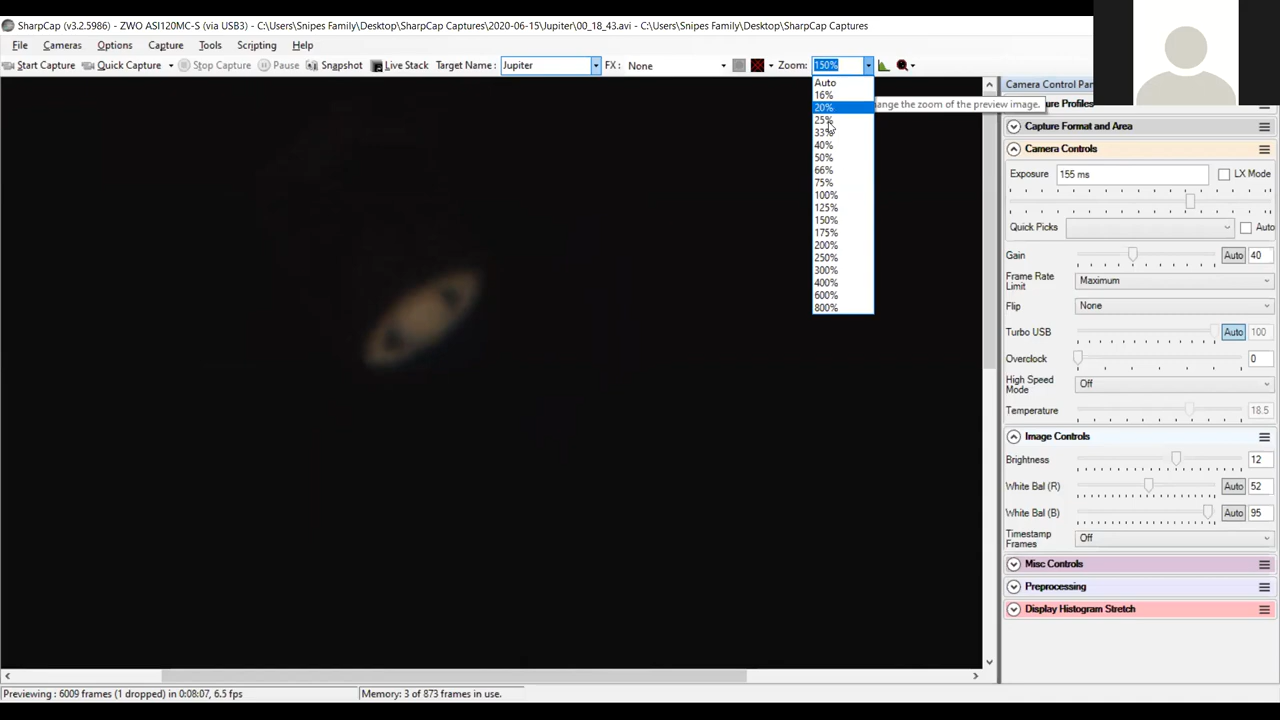 SharpCap (v3.2.5986) - ZWO ASI120MC-S (via USB3) - C:\Users\Snipes Family\Desktop\SharpCap Captures\2020-06-15\Jupiter\00_18_43.avi - C:\Users\Snipes Family\Desktop\SharpCap Captures
File Cameras Options Capture Tools Scripting Help
Start Capture Quick Capture Stop Capture Pause Snapshot Live Stack Target Name : Jupiter FX : None Zoom: 150%
Auto
16%
20%
25%
33%
40%
50%
66%
75%
100%
125%
150%
175%
200%
250%
300%
400%
600%
800%
ange the zoom of the preview image.
Camera Control Pan
pture Profiles
Capture Format and Area
Camera Controls
Exposure 155 ms LX Mode
Quick Picks Auto
Gain Auto 40
Frame Rate
Limit Maximum
Flip None
Turbo USB Auto 100
Overclock 0
High Speed
Mode Off
Temperature 18.5
Image Controls
Brightness 12
White Bal (R) Auto 52
White Bal (B) Auto 95
Timestamp
Frames Off
Misc Controls
Preprocessing
Display Histogram Stretch
Previewing : 6009 frames (1 dropped) in 0:08:07, 6.5 fps Memory: 3 of 873 frames in use.